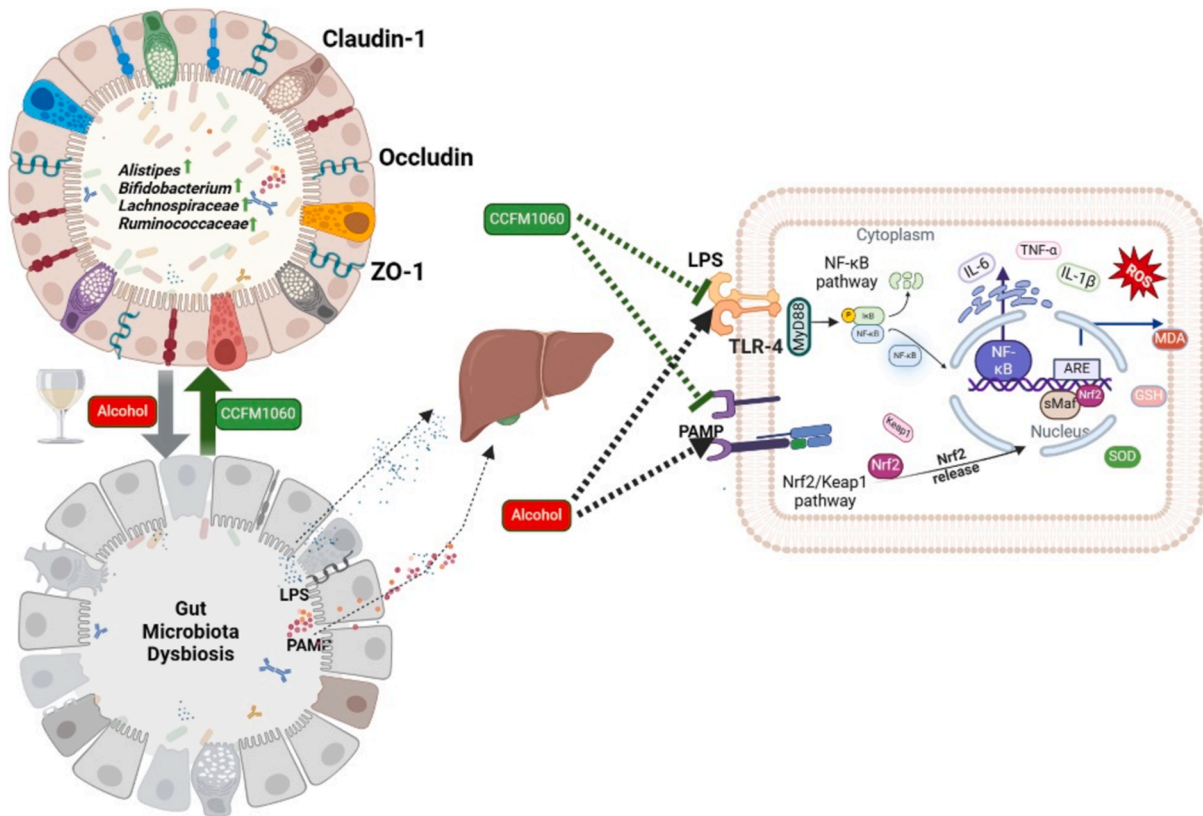 Claudin-1
Occludin
ZO-1
Alistipes
Bifidobacterium
Lachnospiraceae
Ruminococcaceae
Alcohol
CCFM1060
Gut
Microbiota
Dysbiosis
LPS
PAMP
CCFM1060
Alcohol
LPS
TLR-4
PAMP
MyD88
Cytoplasm
NF-κB
pathway
P
IκB
NF-κB
NF-κB
IL-6
TNF-α
IL-1β
ROS
MDA
NF-
κB
ARE
sMaf
Nrf2
GSH
Nucleus
SOD
Keap1
Nrf2
Nrf2
release
Nrf2/Keap1
pathway